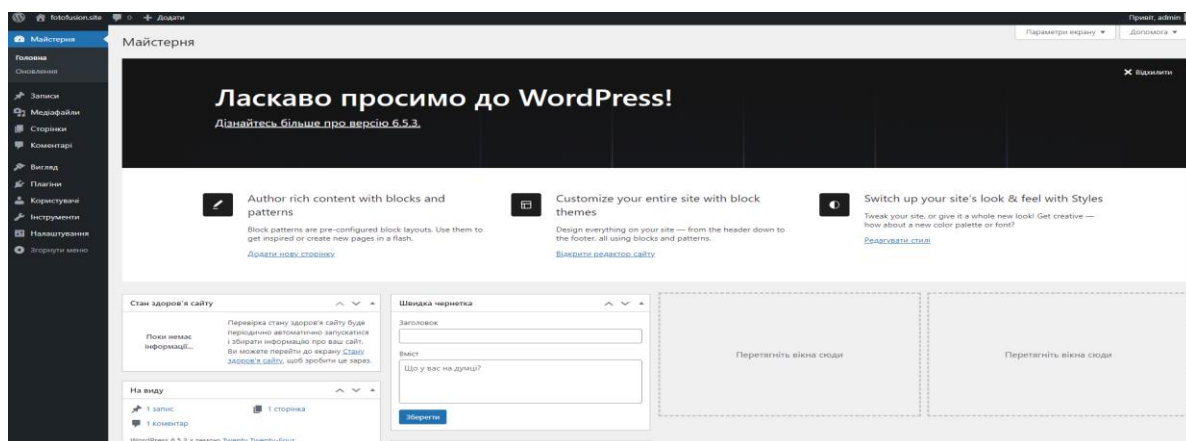 fotofusion.site 0 + Додати
Привіт, admin
Майстерня
Головна
Оновлення
Записи
Медіафайли
Сторінки
Коментарі
Вигляд
Плагіни
Користувачі
Інструменти
Налаштування
Згорнути меню
Майстерня
Параметри екрану
Допомога
Відхилити
Ласкаво просимо до WordPress!
Дізнайтесь більше про версію 6.5.3.
Author rich content with blocks and
patterns
Block patterns are pre-configured block layouts. Use them to
get inspired or create new pages in a flash.
Додати нову сторінку
Customize your entire site with block
themes
Design everything on your site — from the header down to
the footer, all using blocks and patterns.
Відкрити редактор сайту
Switch up your site's look & feel with Styles
Tweak your site, or give it a whole new look! Get creative —
how about a new color palette or font?
Редагувати стилі
Стан здоров'я сайту
Поки немає
інформації...
Перевірка стану здоров'я сайту буде
періодично автоматично запускатися
і збирати інформацію про ваш сайт.
Ви можете перейти до екрану Стану
здоров'я сайту, щоб зробити це зараз.
На виду
1 запис
1 сторінка
1 коментар
WordPress 6.5.3 з темою Twenty Twenty-Four
Швидка чернетка
Заголовок
Вміст
Що у вас на думці?
Зберегти
Перетягніть вікна сюди
Перетягніть вікна сюди